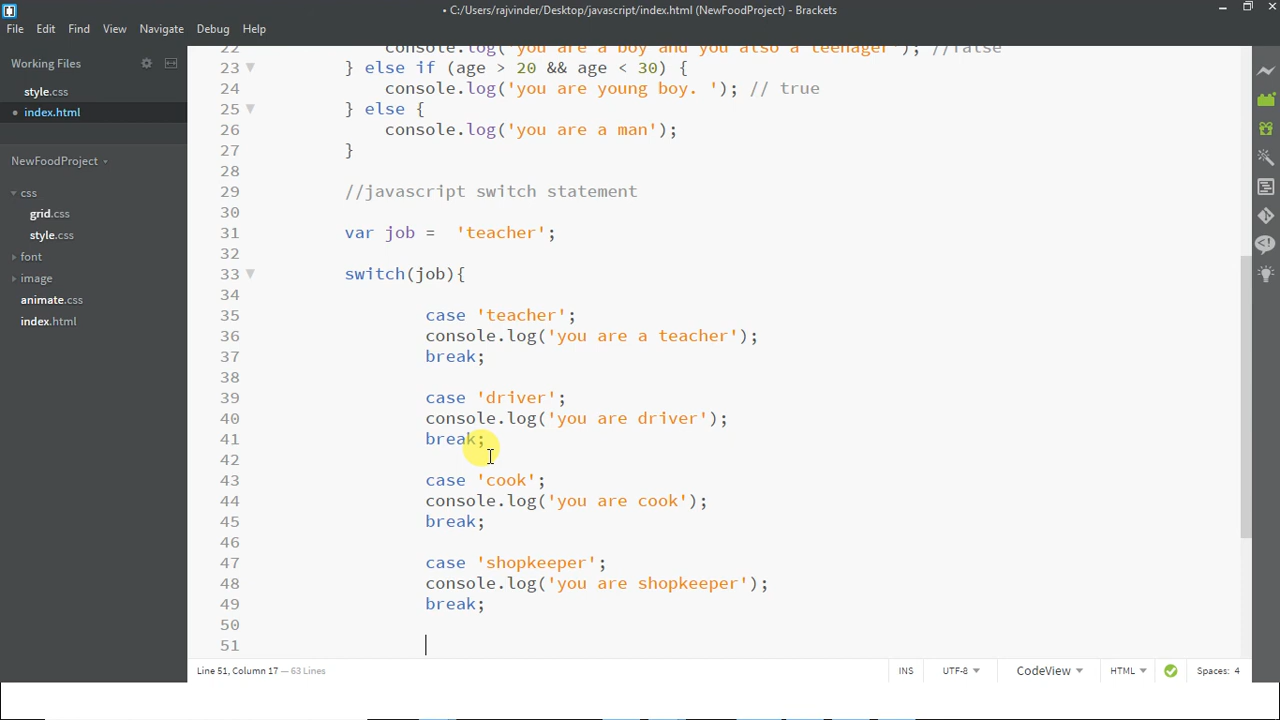 • C:/Users/rajvinder/Desktop/javascript/index.html (NewFoodProject) - Brackets
File Edit Find View Navigate Debug Help
Working Files
style.css
• index.html
NewFoodProject
css
grid.css
style.css
font
image
animate.css
index.html
22 console.log('you are a boy and you also a teenager'); //false
23 } else if (age > 20 && age < 30) {
24 console.log('you are young boy. '); // true
25 } else {
26 console.log('you are a man');
27 }
28
29 //javascript switch statement
30
31 var job =  'teacher';
32
33 switch(job){
34
35 case 'teacher';
36 console.log('you are a teacher');
37 break;
38
39 case 'driver';
40 console.log('you are driver');
41 break;
42
43 case 'cook';
44 console.log('you are cook');
45 break;
46
47 case 'shopkeeper';
48 console.log('you are shopkeeper');
49 break;
50
51
Line 51, Column 17 — 63 Lines INS UTF-8 CodeView HTML Spaces: 4